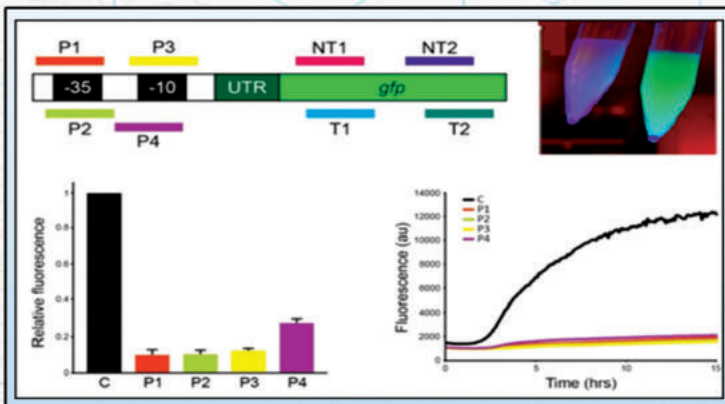 P1 P3 NT1 NT2
-35 -10 UTR gfp
P2 P4 T1 T2
Relative fluorescence
1
0.8
0.6
0.4
0.2
0
C P1 P2 P3 P4
Fluorescence (au)
14000
12000
10000
8000
6000
4000
2000
0
C
P1
P2
P3
P4
0 5 10 15
Time (hrs)